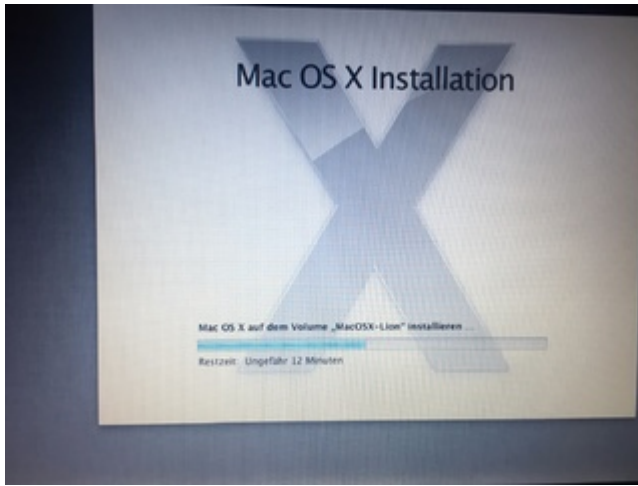 Mac OS X Installation
Mac OS X auf dem Volume „MacOSX-Lion“ installieren ...
Restzeit: Ungefähr 12 Minuten